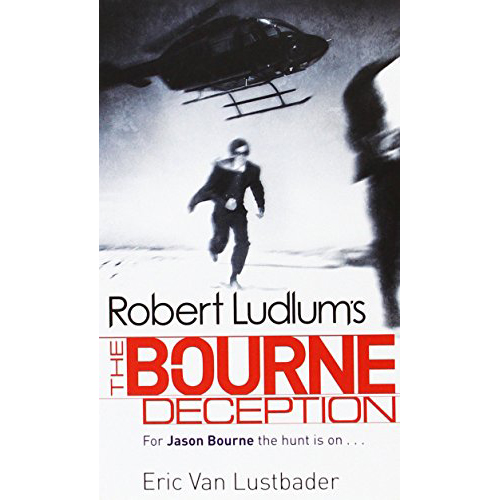 Robert Ludlum's
THE
BOURNE
DECEPTION
For Jason Bourne the hunt is on . . .
Eric Van Lustbader